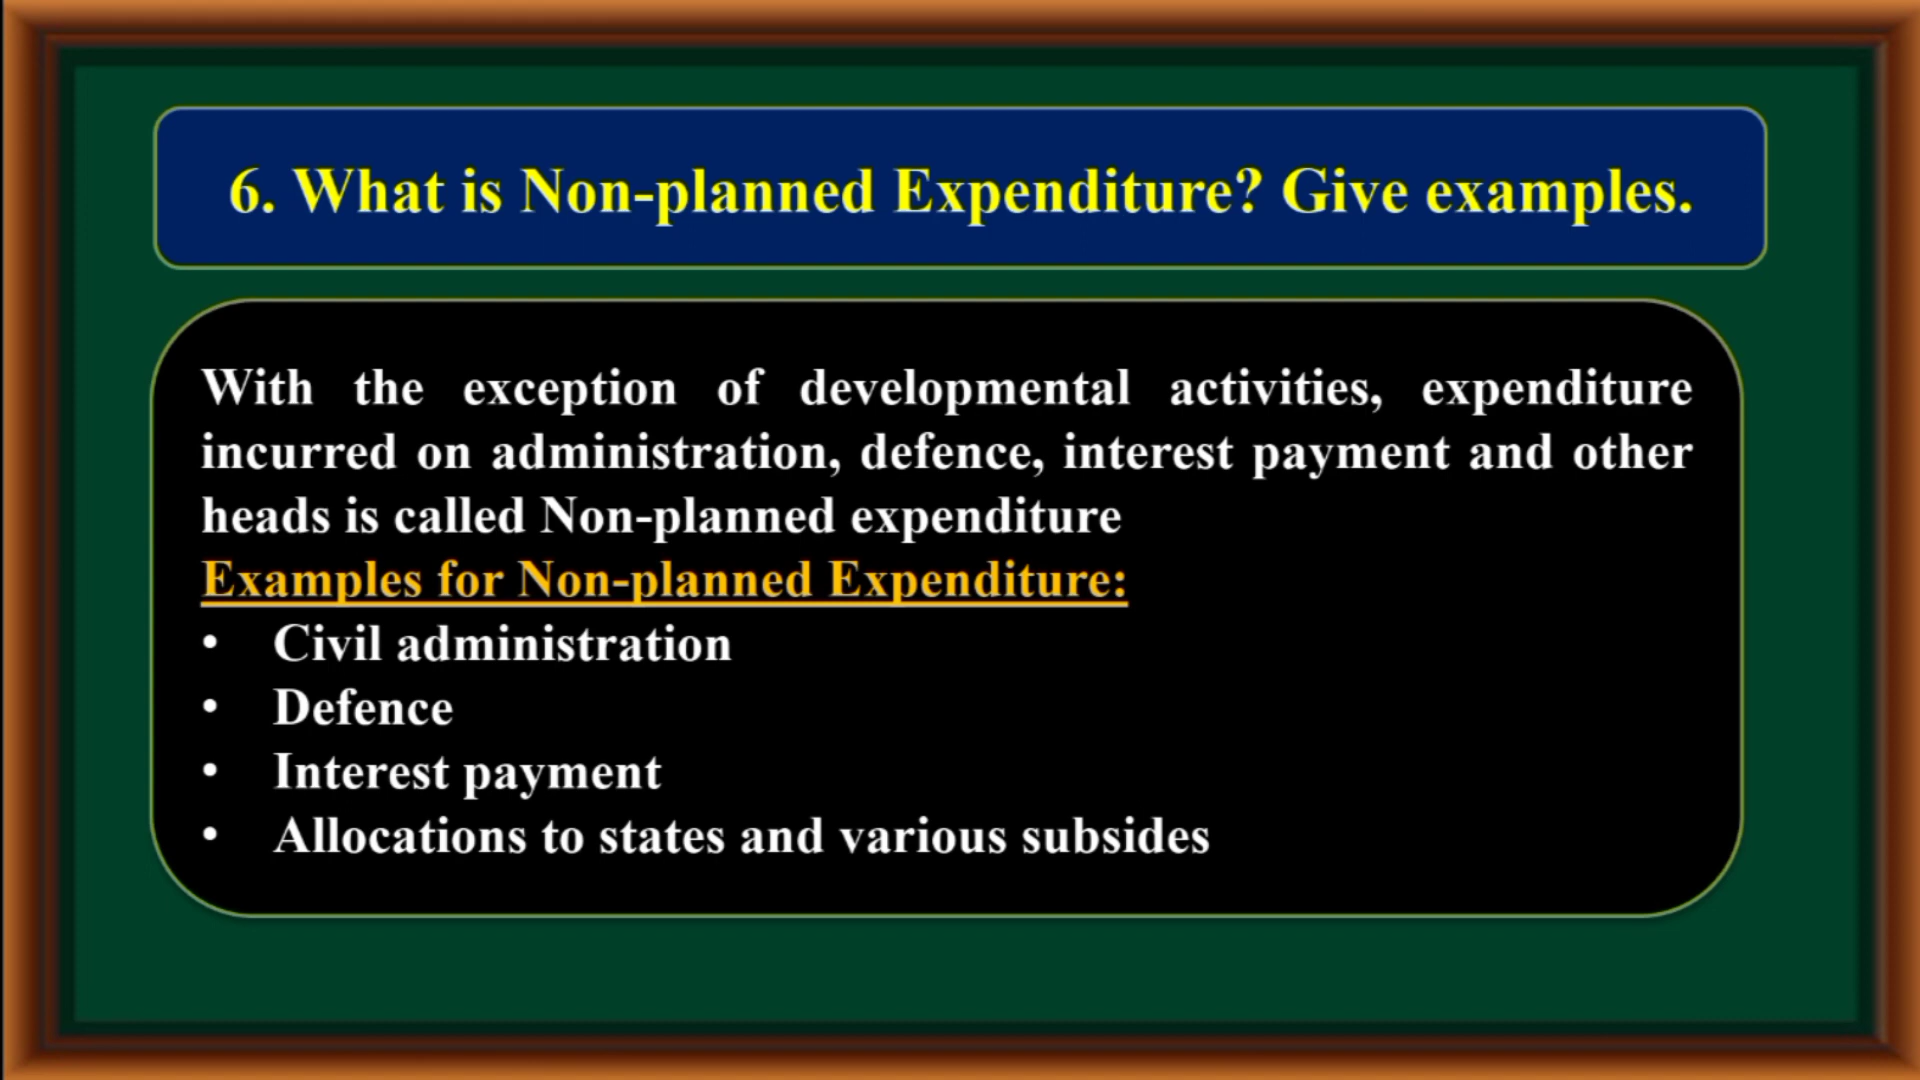 6. What is Non-planned Expenditure? Give examples.
With the exception of developmental activities, expenditure
incurred on administration, defence, interest payment and other
heads is called Non-planned expenditure
Examples for Non-planned Expenditure:
• Civil administration
• Defence
• Interest payment
• Allocations to states and various subsides